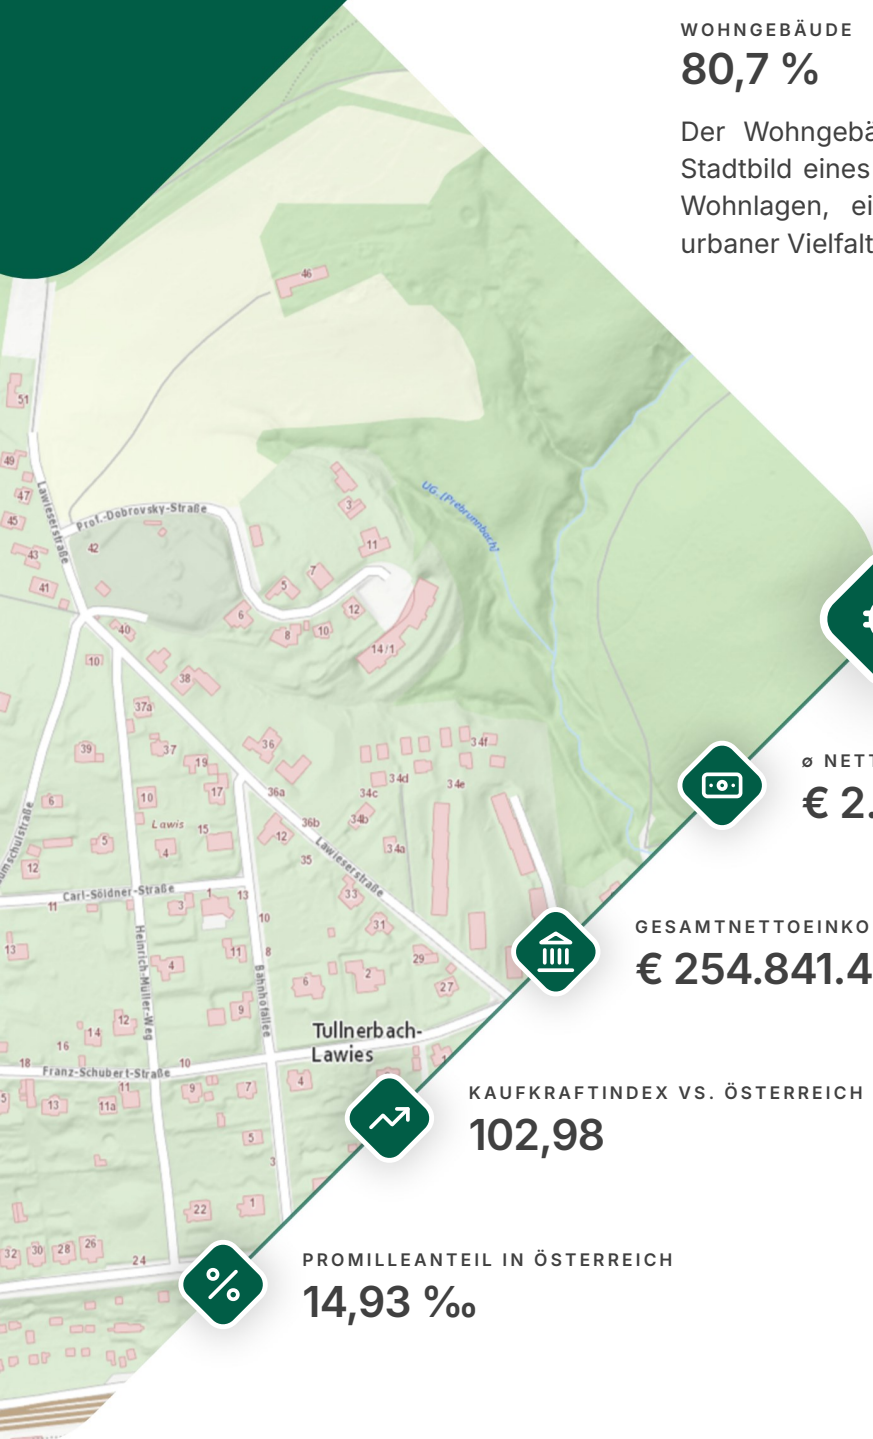 WOHNGEBÄUDE
80,7 %
Der Wohngebä
Stadtbild eines
Wohnlagen, ei
urbaner Vielfalt
46
51
49
47
45
43
41
Lawieserstraße
Prof.-Dobrovsky-Straße
42
3
11
7
5
6
8
10
12
14/1
UG. (Prebrunnbach)
40
10
38
37a
37
39
19
17
36
36a
34f
34e
34d
34c
34b
34a
36b
6
10
Lawis
15
5
4
12
12
35
Lawieserstraße
33
31
29
27
Carl-Söldner-Straße
11
3
1
13
10
8
11
13
Heinrich-Müller-Weg
4
Bahnhofallee
6
2
9
12
14
16
18
Franz-Schubert-Straße
10
Tullnerbach-
Lawies
5
13
11
11a
9
7
4
1
5
3
22
1
32
30
28
26
24
ø NETT
€ 2.
GESAMTNETTOEINKO
€ 254.841.4
KAUFKRAFTINDEX VS. ÖSTERREICH
102,98
PROMILLEANTEIL IN ÖSTERREICH
14,93 ‰